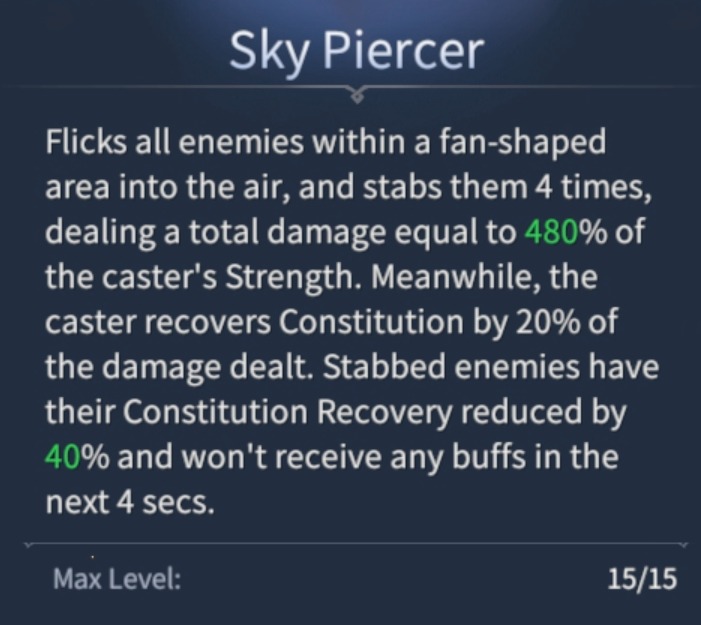 Sky Piercer
Flicks all enemies within a fan-shaped
area into the air, and stabs them 4 times,
dealing a total damage equal to 480% of
the caster's Strength. Meanwhile, the
caster recovers Constitution by 20% of
the damage dealt. Stabbed enemies have
their Constitution Recovery reduced by
40% and won't receive any buffs in the
next 4 secs.
Max Level: 15/15